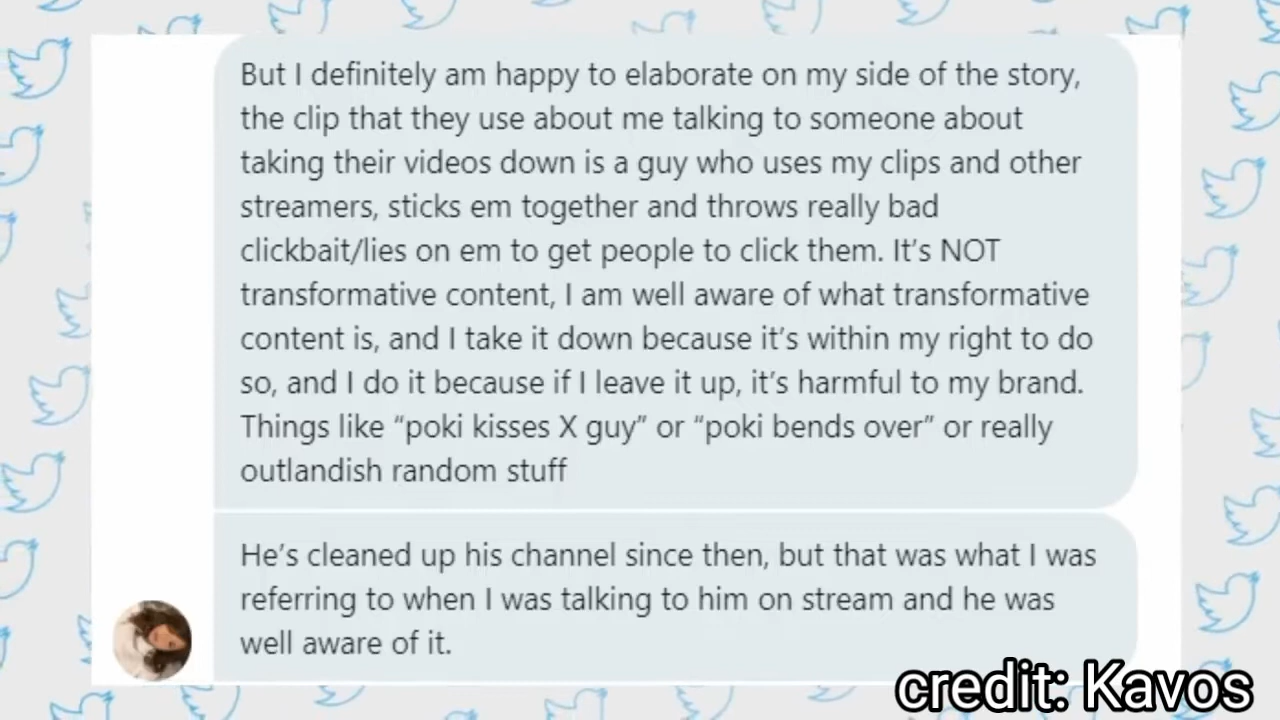 But I definitely am happy to elaborate on my side of the story,
the clip that they use about me talking to someone about
taking their videos down is a guy who uses my clips and other
streamers, sticks em together and throws really bad
clickbait/lies on em to get people to click them. It’s NOT
transformative content, I am well aware of what transformative
content is, and I take it down because it’s within my right to do
so, and I do it because if I leave it up, it’s harmful to my brand.
Things like “poki kisses X guy” or “poki bends over” or really
outlandish random stuff
He’s cleaned up his channel since then, but that was what I was
referring to when I was talking to him on stream and he was
well aware of it.
credit: Kavos